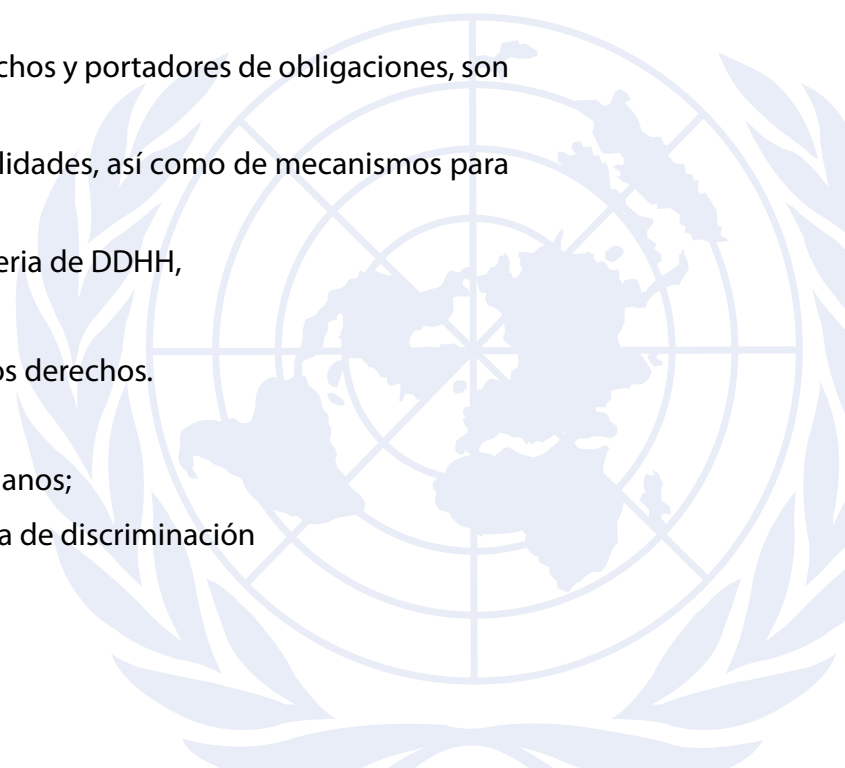 chos y portadores de obligaciones, son
lidades, así como de mecanismos para
eria de DDHH,
os derechos.
anos;
a de discriminación